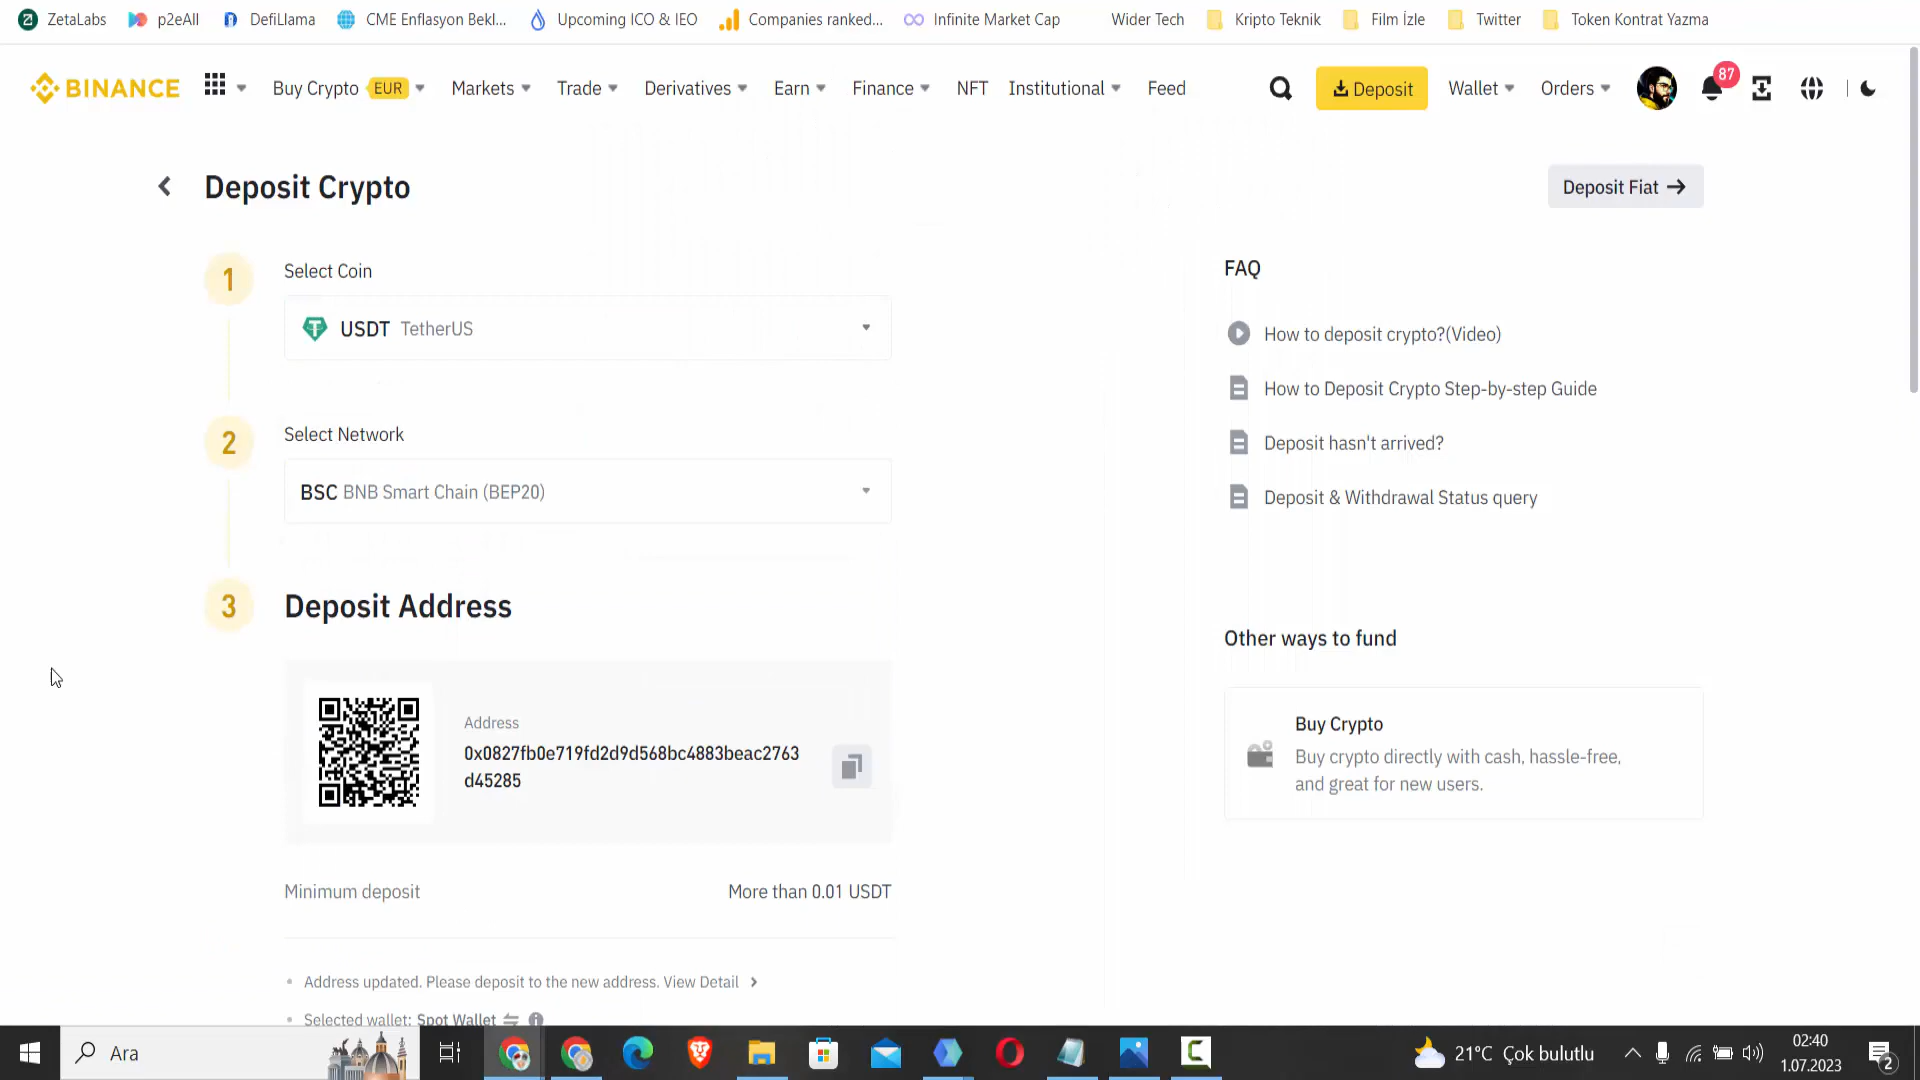 ZetaLabs p2eAll DefiLlama CME Enflasyon Bekl... Upcoming ICO & IEO Companies ranked... Infinite Market Cap Wider Tech Kripto Teknik Film İzle Twitter Token Kontrat Yazma
BINANCE Buy Crypto EUR Markets Trade Derivatives Earn Finance NFT Institutional Feed Deposit Wallet Orders 87
Deposit Crypto
Deposit Fiat
1
Select Coin
USDT TetherUS
2
Select Network
BSC BNB Smart Chain (BEP20)
3
Deposit Address
Address
0x0827fb0e719fd2d9d568bc4883beac2763
d45285
Minimum deposit More than 0.01 USDT
Address updated. Please deposit to the new address. View Detail
Selected wallet: Spot Wallet
FAQ
How to deposit crypto?(Video)
How to Deposit Crypto Step-by-step Guide
Deposit hasn't arrived?
Deposit & Withdrawal Status query
Other ways to fund
Buy Crypto
Buy crypto directly with cash, hassle-free,
and great for new users.
Ara
21°C Çok bulutlu
02:40
1.07.2023
2